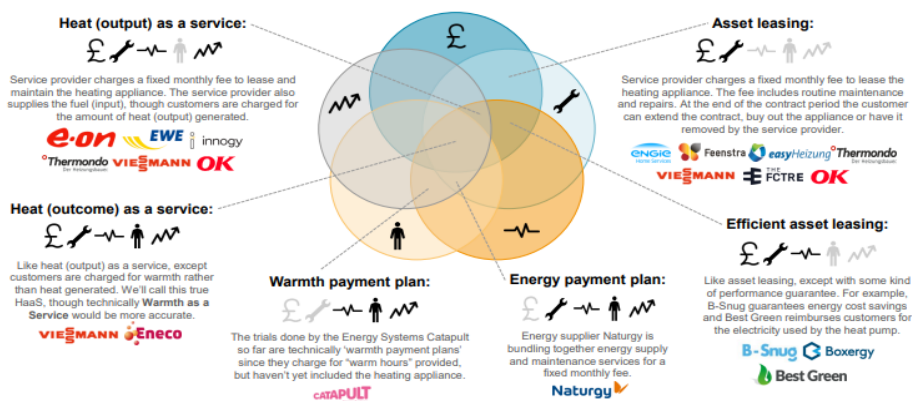 Heat (output) as a service:
£
Service provider charges a fixed monthly fee to lease and
maintain the heating appliance. The service provider also
supplies the fuel (input), though customers are charged for
the amount of heat (output) generated.
e·on EWE innogy
°Thermondo VIESSMANN OK
Der Heizungsbauer
Heat (outcome) as a service:
£
Like heat (output) as a service, except
customers are charged for warmth rather
than heat generated. We'll call this true
HaaS, though technically Warmth as a
Service would be more accurate.
VIESSMANN Eneco
£
Warmth payment plan:
£
The trials done by the Energy Systems Catapult
so far are technically 'warmth payment plans'
since they charge for "warm hours" provided,
but haven't yet included the heating appliance.
CATAPULT
Energy payment plan:
£
Energy supplier Naturgy is
bundling together energy supply
and maintenance services for a
fixed monthly fee.
Naturgy
Asset leasing:
£
Service provider charges a fixed monthly fee to lease the
heating appliance. The fee includes routine maintenance
and repairs. At the end of the contract period the customer
can extend the contract, buy out the appliance or have it
removed by the service provider.
ENGIE Feenstra easyHeizung °Thermondo
Home Services Der Heizungsbauer
VIESSMANN THE FCTRE OK
Efficient asset leasing:
£
Like asset leasing, except with some kind
of performance guarantee. For example,
B-Snug guarantees energy cost savings
and Best Green reimburses customers for
the electricity used by the heat pump.
B-Snug Boxergy
Best Green